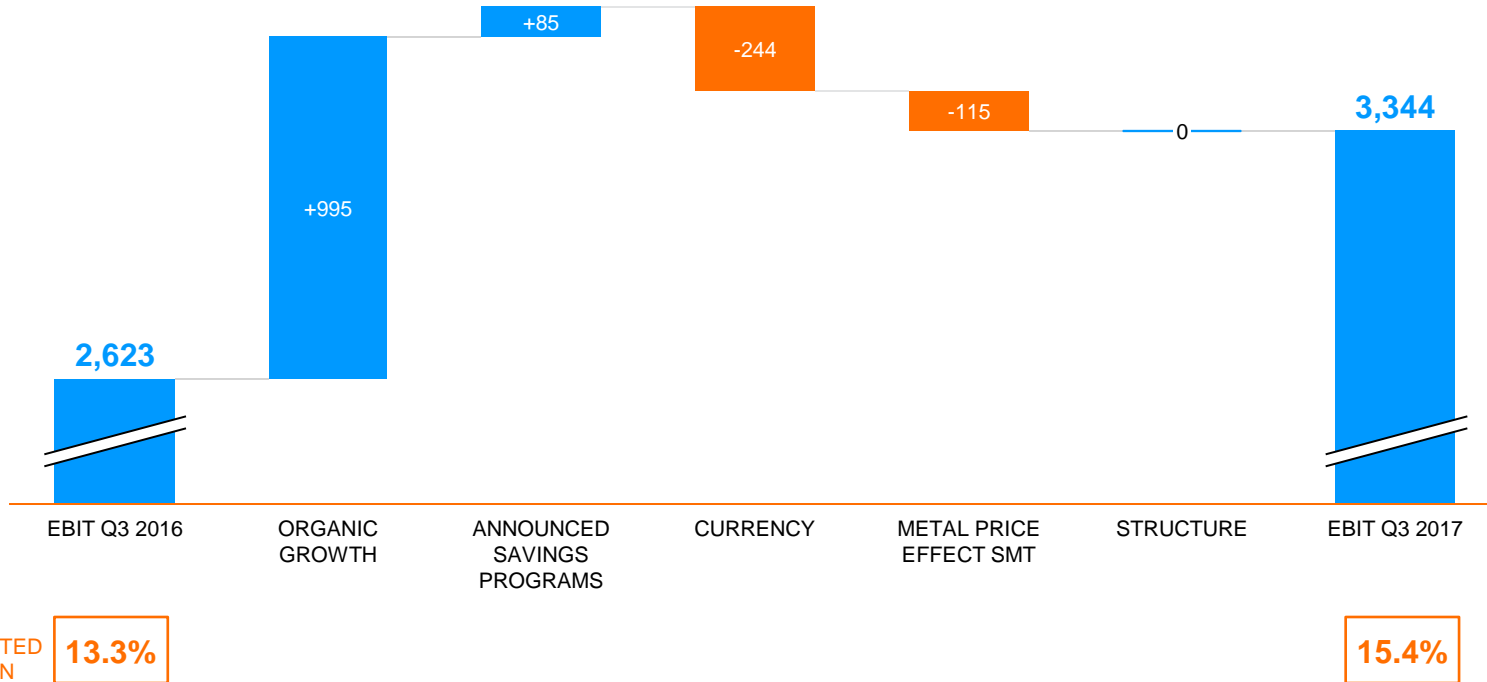 +85
-244
-115
3,344
0
+995
2,623
EBIT Q3 2016
ORGANIC
GROWTH
ANNOUNCED
SAVINGS
PROGRAMS
CURRENCY
METAL PRICE
EFFECT SMT
STRUCTURE
EBIT Q3 2017
13.3%
15.4%